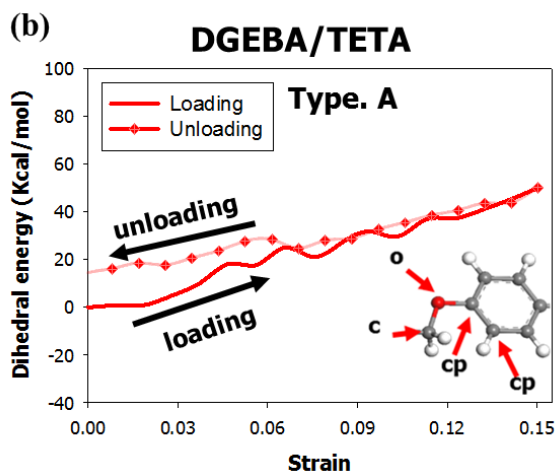 (b)
DGEBA/TETA
Type. A
Loading
Unloading
Dihedral energy (Kcal/mol)
100
80
60
40
20
0
-20
-40
unloading
loading
o
c
cp
cp
0.00
0.03
0.06
0.09
0.12
0.15
Strain